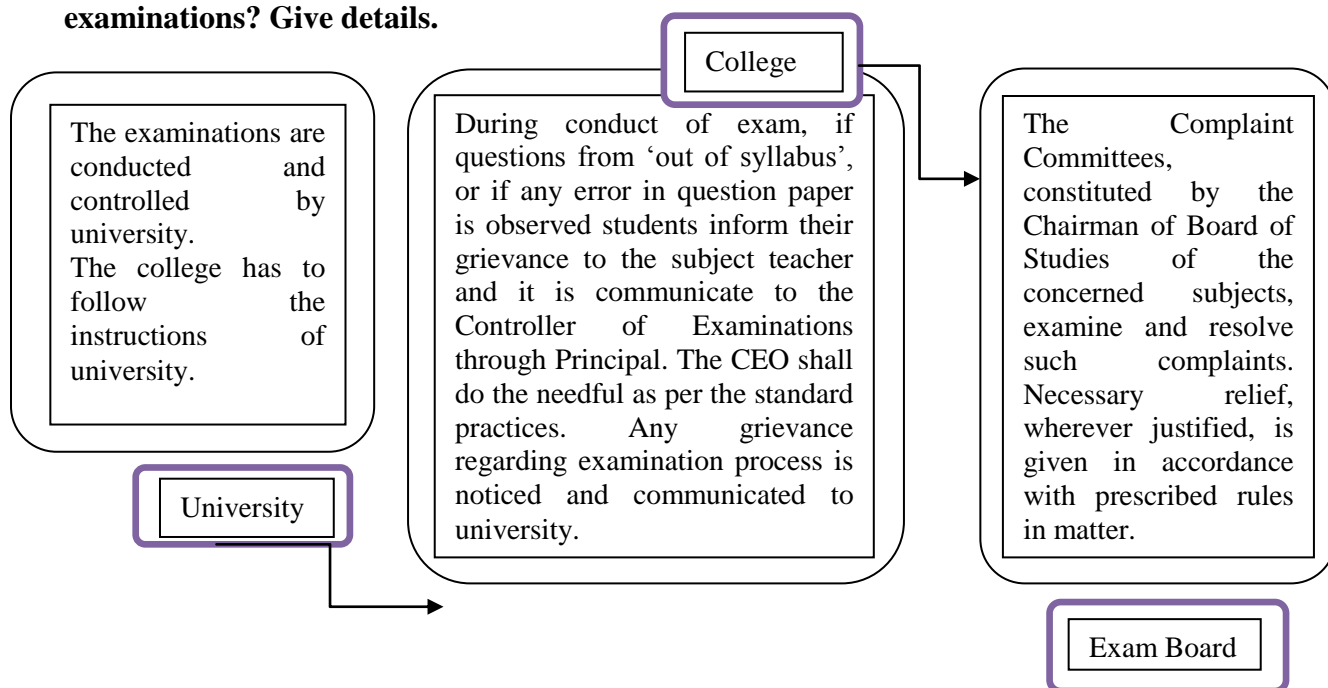 examinations? Give details.
The examinations are
conducted and
controlled by
university.
The college has to
follow the
instructions of
university.
University
College
During conduct of exam, if
questions from ‘out of syllabus’,
or if any error in question paper
is observed students inform their
grievance to the subject teacher
and it is communicate to the
Controller of Examinations
through Principal. The CEO shall
do the needful as per the standard
practices. Any grievance
regarding examination process is
noticed and communicated to
university.
The Complaint
Committees,
constituted by the
Chairman of Board of
Studies of the
concerned subjects,
examine and resolve
such complaints.
Necessary relief,
wherever justified, is
given in accordance
with prescribed rules
in matter.
Exam Board